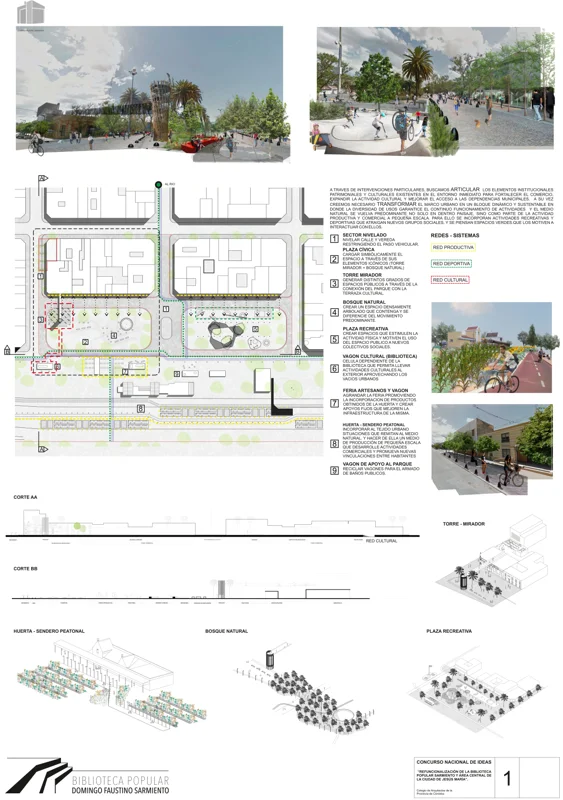 A TRAVES DE INTERVENCIONES PARTICULARES, BUSCAMOS ARTICULAR LOS ELEMENTOS INSTITUCIONALES
PATRIMONIALES Y CULTURALES EXISTENTES EN EL ENTORNO INMEDIATO PARA FORTALECER EL COMERCIO,
EXPANDIR LA ACTIVIDAD CULTURAL Y MEJORAR EL ACCESO A LAS DEPENDENCIAS MUNICIPALES. A SU VEZ
CREEMOS NECESARIO TRANSFORMAR EL MARCO URBANO EN UN BLOQUE DINAMICO Y SUSTENTABLE EN
DONDE LA DIVERSIDAD DE USOS GARANTICE EL CONTINUO FUNCIONAMIENTO DE ACTIVIDADES Y EL MEDIO
NATURAL SE VUELVA PREDOMINANTE NO SOLO EN DENTRO PAISAJE, SINO COMO PARTE DE LA ACTIVIDAD
PRODUCTIVA Y COMERCIAL A PEQUEÑA ESCALA. PARA ELLO SE INCORPORAN ACTIVIDADES RECREATIVAS Y
DEPORTIVAS QUE ATRAIGAN NUEVOS GRUPOS SOCIALES, Y SE PIENSAN ESPACIOS VERDES QUE LOS MOTIVEN A
INTERACTUAR CON ELLOS.
REDES - SISTEMAS
RED PRODUCTIVA
RED DEPORTIVA
RED CULTURAL
1
SECTOR NIVELADO
NIVELAR CALLE Y VEREDA
RESTRINGIENDO EL PASO VEHICULAR.
2
PLAZA CÍVICA
CARGAR SIMBÓLICAMENTE EL
ESPACIO A TRAVÉS DE SUS
ELEMENTOS ICÓNICOS (TORRE
MIRADOR + BOSQUE NATURAL)
3
TORRE MIRADOR
GENERAR DISTINTOS GRADOS DE
ESPACIOS PÚBLICOS A TRAVÉS DE LA
CONEXIÓN DEL PARQUE CON LA
TERRAZA CULTURAL.
4
BOSQUE NATURAL
CREAR UN ESPACIO DENSAMENTE
ARBOLADO QUE CONTENGA Y SE
DIFERENCIE DEL MOVIMIENTO
PREDOMINANTE.
5
PLAZA RECREATIVA
CREAR ESPACIOS QUE ESTIMULEN LA
ACTIVIDAD FÍSICA Y MOTIVEN EL USO
DEL ESPACIO PUBLICO A NUEVOS
COLECTIVOS SOCIALES
6
VAGON CULTURAL (BIBLIOTECA)
CELULA DEPENDIENTE DE LA
BIBLIOTECA QUE PERMITA LLEVAR
ACTIVIDADES CULTURALES AL
EXTERIOR APROVECHANDO LOS
VACIOS URBANOS
7
FERIA ARTESANOS Y VAGÓN
AGRANDAR LA FERIA PROMOVIENDO
LA INCORPORACION DE PRODUCTOS
OBTENIDOS DE LA HUERTA Y CREAR
APOYOS FIJOS QUE MEJOREN LA
INFRAESTRUCTURA DE LA MISMA.
8
HUERTA - SENDERO PEATONAL
INCORPORAR AL TEJIDO URBANO
SITUACIONES QUE REMITAN AL MEDIO
NATURAL Y HACER DE ELLA UN MEDIO
DE PRODUCCION DE PEQUEÑA ESCALA
QUE DESARROLLE ACTIVIDADES
COMERCIALES Y PROMUEVA NUEVAS
VINCULACIONES ENTRE HABITANTES
9
VAGON DE APOYO AL PARQUE
RECICLAR VAGONES PARA EL ARMADO
DE BAÑOS PUBLICOS.
CORTE AA
RED CULTURAL
TORRE - MIRADOR
CORTE BB
HUERTA - SENDERO PEATONAL
BOSQUE NATURAL
PLAZA RECREATIVA
BIBLIOTECA POPULAR
DOMINGO FAUSTINO SARMIENTO
CONCURSO NACIONAL DE IDEAS
"REFUNCIONALIZACIÓN DE LA BIBLIOTECA
POPULAR SARMIENTO Y AREA CENTRAL DE
LA CIUDAD DE JESUS MARIA".
Colegio de Arquitectos de la
Provincia de Córdoba
1